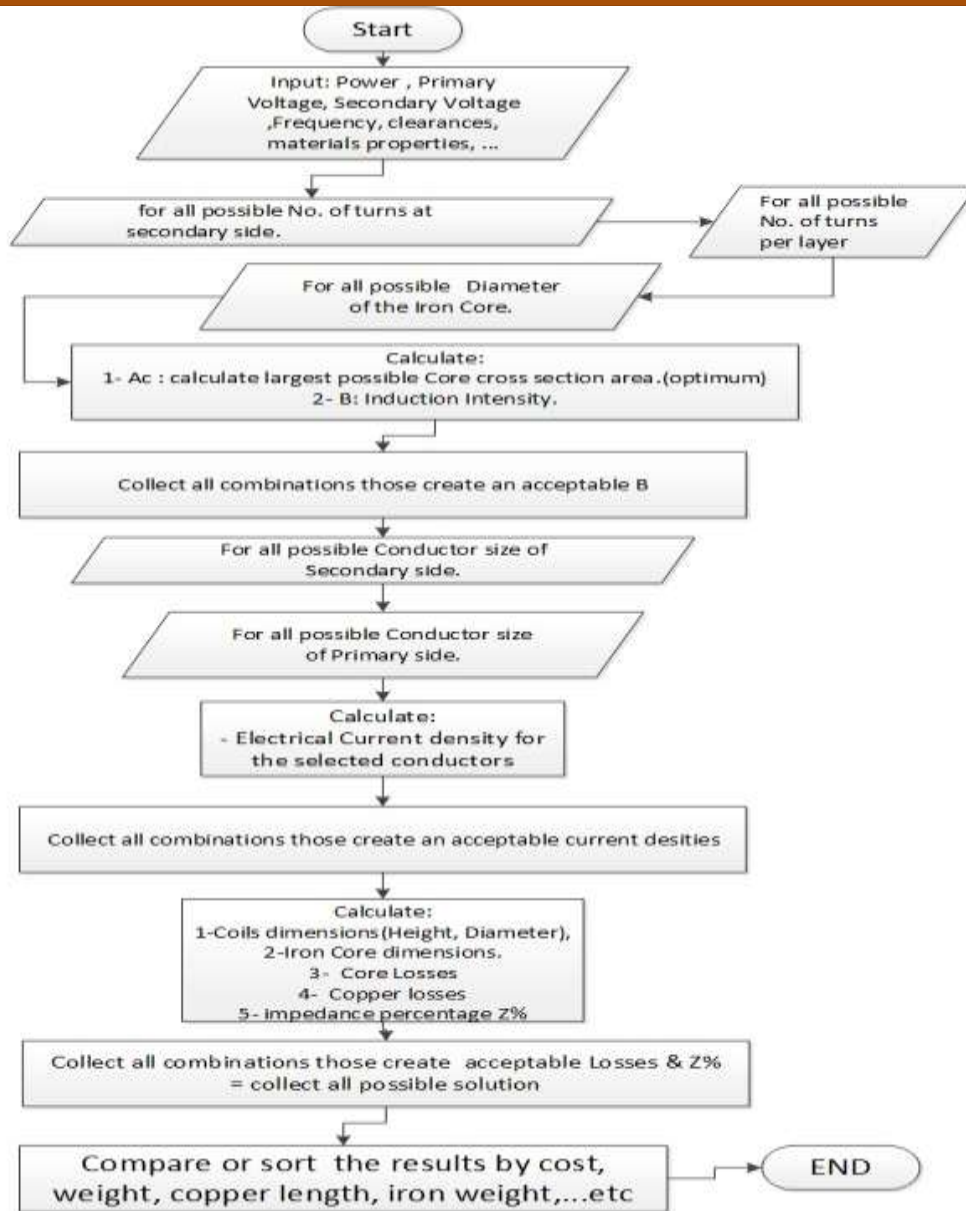 Start
Input: Power , Primary
Voltage, Secondary Voltage
,Frequency, clearances,
materials properties, ...
for all possible No. of turns at
secondary side.
For all possible
No. of turns
per layer
For all possible Diameter
of the Iron Core.
Calculate:
1- Ac : calculate largest possible Core cross section area.(optimum)
2- B: Induction Intensity.
Collect all combinations those create an acceptable B
For all possible Conductor size of
Secondary side.
For all possible Conductor size
of Primary side.
Calculate:
- Electrical Current density for
the selected conductors
Collect all combinations those create an acceptable current desities
Calculate:
1-Coils dimensions(Height, Diameter),
2-Iron Core dimensions.
3- Core Losses
4- Copper losses
5- impedance percentage Z%
Collect all combinations those create acceptable Losses & Z%
= collect all possible solution
Compare or sort the results by cost,
weight, copper length, iron weight,...etc
END